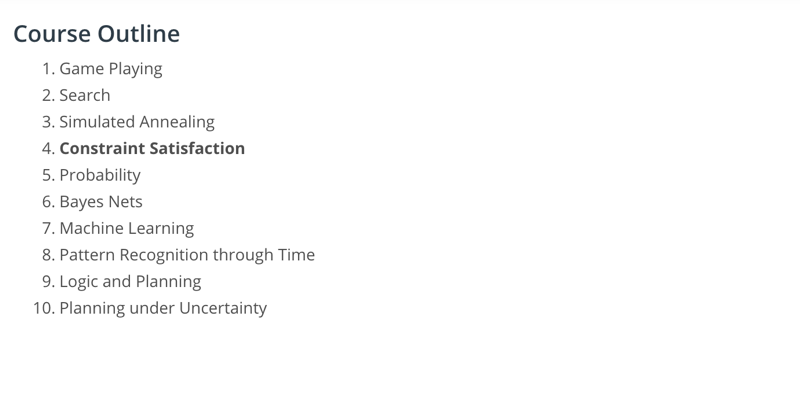 Course Outline
1. Game Playing
2. Search
3. Simulated Annealing
4. Constraint Satisfaction
5. Probability
6. Bayes Nets
7. Machine Learning
8. Pattern Recognition through Time
9. Logic and Planning
10. Planning under Uncertainty